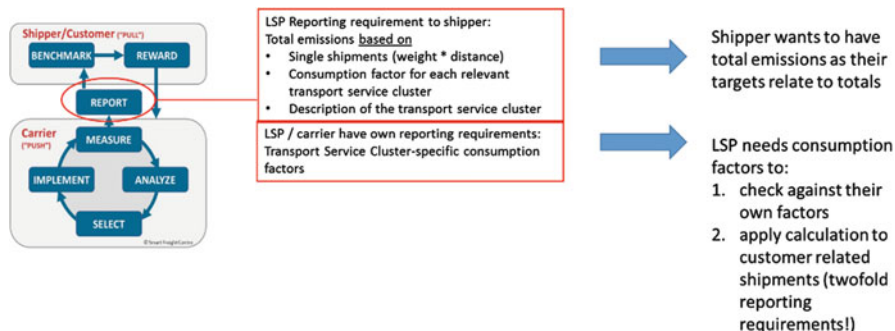 Shipper/Customer ("PULL")
BENCHMARK
REWARD
REPORT
Carrier
("PUSH")
MEASURE
IMPLEMENT
ANALYZE
SELECT
© Smart Freight Centre
LSP Reporting requirement to shipper:
Total emissions based on
• Single shipments (weight * distance)
• Consumption factor for each relevant
transport service cluster
• Description of the transport service cluster
LSP / carrier have own reporting requirements:
Transport Service Cluster-specific consumption
factors
Shipper wants to have
total emissions as their
targets relate to totals
LSP needs consumption
factors to:
1. check against their
own factors
2. apply calculation to
customer related
shipments (twofold
reporting
requirements!)